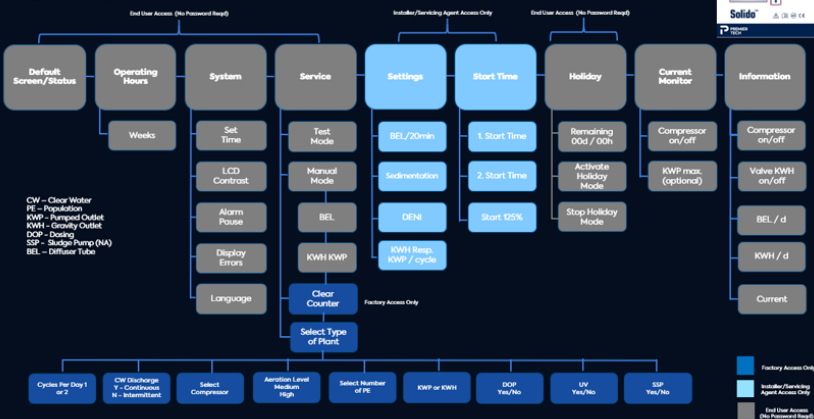 End User Access (No Password Reqd)
Installer/Servicing Agent Access Only
End User Access (No Password Reqd)
Solido™
CE
PREMIER
TECH
Default
Screen/Status
Operating
Hours
System
Service
Settings
Start Time
Holiday
Current
Monitor
Information
Weeks
Set
Time
LCD
Contrast
Alarm
Pause
Display
Errors
Language
Test
Mode
Manual
Mode
BEL
KWH KWP
Clear
Counter
Factory Access Only
Select Type
of Plant
BEL/20min
Sedimentation
DENI
KWH Resp.
KWP / cycle
1. Start Time
2. Start Time
Start 125%
Remaining
00d / 00h
Activate
Holiday
Mode
Stop Holiday
Mode
Compressor
on/off
KWP max.
(optional)
Compressor
on/off
Valve KWH
on/off
BEL / d
KWH / d
Current
CW – Clear Water
PE – Population
KWP – Pumped Outlet
KWH – Gravity Outlet
DOP – Dosing
SSP – Sludge Pump (NA)
BEL – Diffuser Tube
Cycles Per Day 1
or 2
CW Discharge
Y - Continuous
N - Intermittent
Select
Compressor
Aeration Level
Medium
High
Select Number
of PE
KWP or KWH
DOP
Yes/No
UV
Yes/No
SSP
Yes/No
Factory Access Only
Installer/Servicing
Agent Access Only
End User Access
(No Password Reqd)